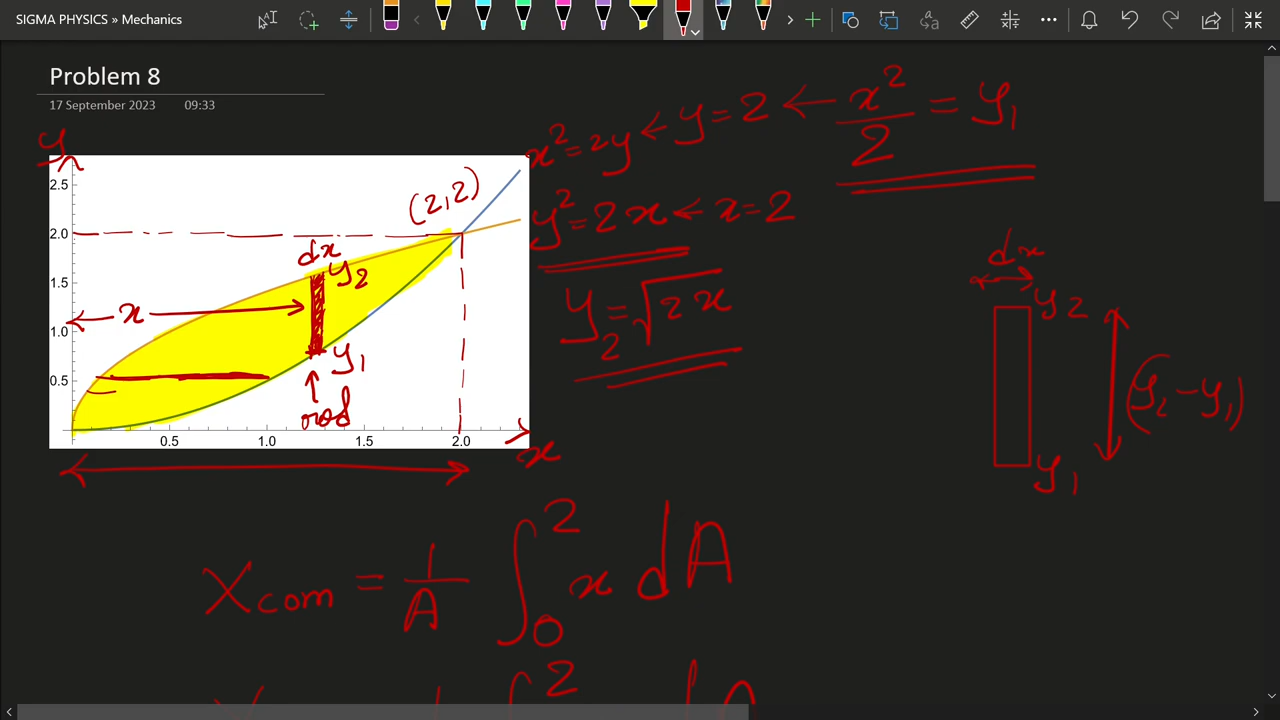 SIGMA PHYSICS » Mechanics
Problem 8
17 September 2023 09:33
y
2.5
2.0
1.5
1.0
0.5
0.5 1.0 1.5 2.0
(2,2)
dx
y₂
x
y₁
rod
x
x² = 2y ← y = 2 ← x²/2 = y₁
y² = 2x ← x = 2
y₂ = √2x
dx
y₂
(y₂ - y₁)
y₁
X com = 1/A ∫₀² x dA